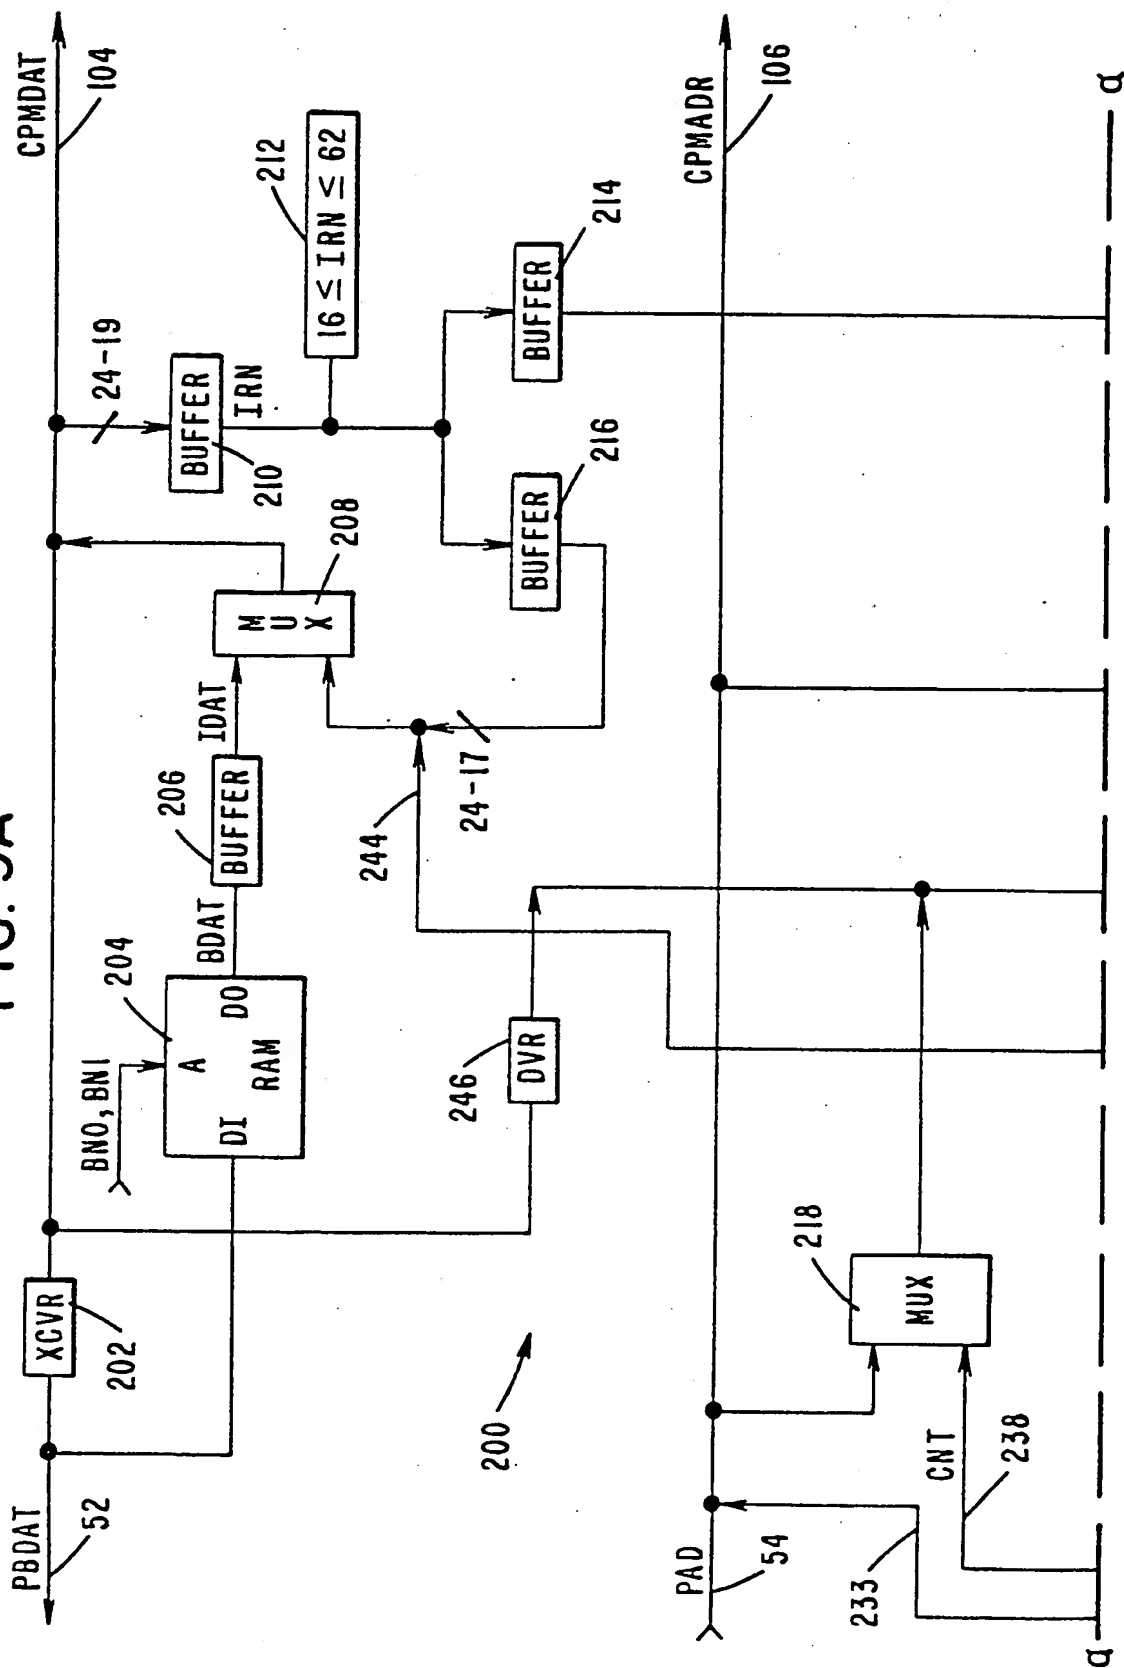 FIG.
PBDAT
52
XCVR
202
CPMDAT
104
BNO, BNI
204
A
DI
DO
RAM
BDAT
206
BUFFER
IDAT
MUX
208
24-19
BUFFER
210
IRN
212
16 ≤ IRN ≤ 62
BUFFER
214
BUFFER
216
24-17
244
246
DVR
200
PAD
54
CPMADR
106
218
MUX
CNT
233
238
a
a